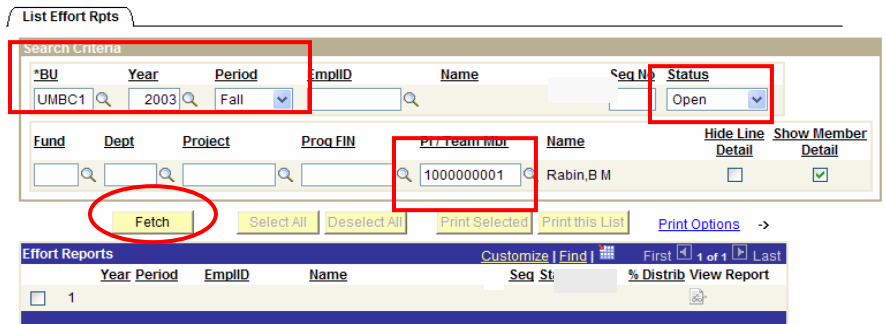 List Effort Rpts
Search Criteria
*BU Year Period EmplID Name Seq No Status
UMBC1 2003 Fall Open
Fund Dept Project Prog FIN PI / Team Mbr Name Hide Line Detail Show Member Detail
1000000001 Rabin,B M
Fetch Select All Deselect All Print Selected Print this List Print Options ->
Effort Reports Customize | Find | First 1 of 1 Last
Year Period EmplID Name Seq % Distrib View Report
1